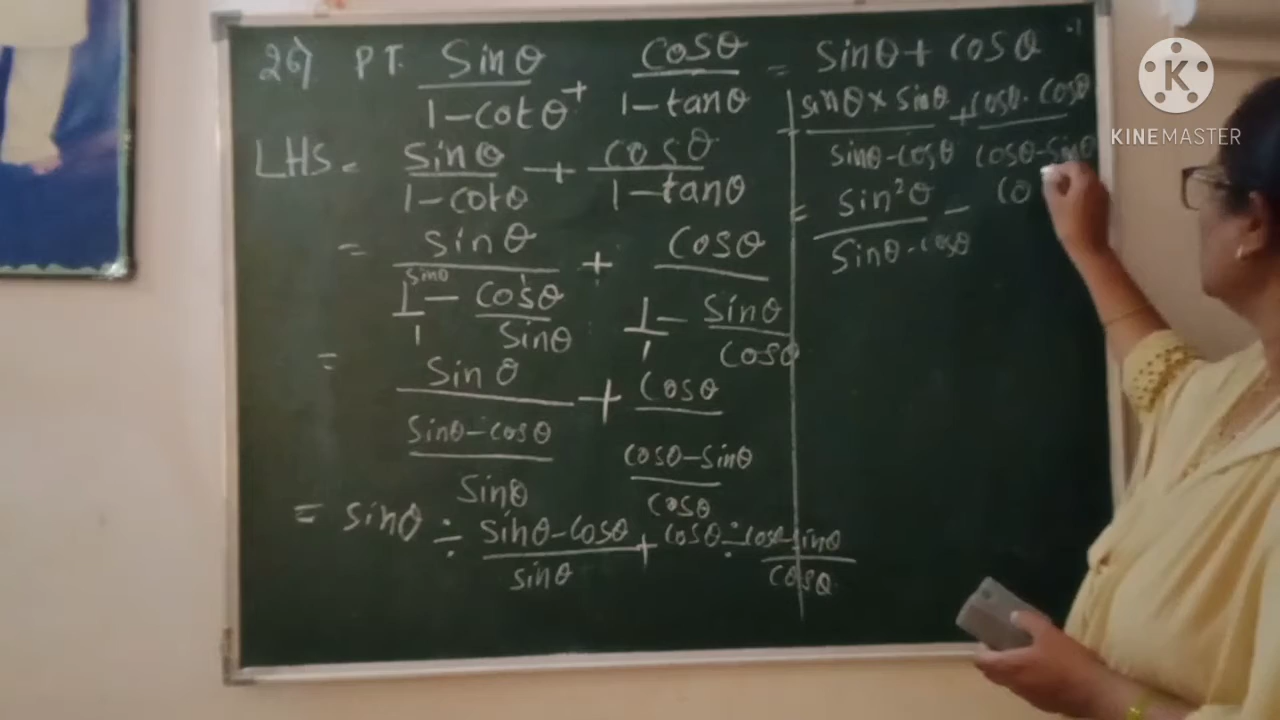 26) P.T. sinθ/(1-cotθ) + cosθ/(1-tanθ) = sinθ + cosθ
LHS = sinθ/(1-cotθ) + cosθ/(1-tanθ)
= sinθ/(1/1 - cosθ/sinθ) + cosθ/(1/1 - sinθ/cosθ)
= sinθ/((sinθ-cosθ)/sinθ) + cosθ/((cosθ-sinθ)/cosθ)
= sinθ ÷ (sinθ-cosθ)/sinθ + cosθ ÷ (cosθ-sinθ)/cosθ
= (sinθ × sinθ)/(sinθ-cosθ) + (cosθ · cosθ)/(cosθ-sinθ)
= sin²θ/(sinθ-cosθ) - co
K
KINEMASTER